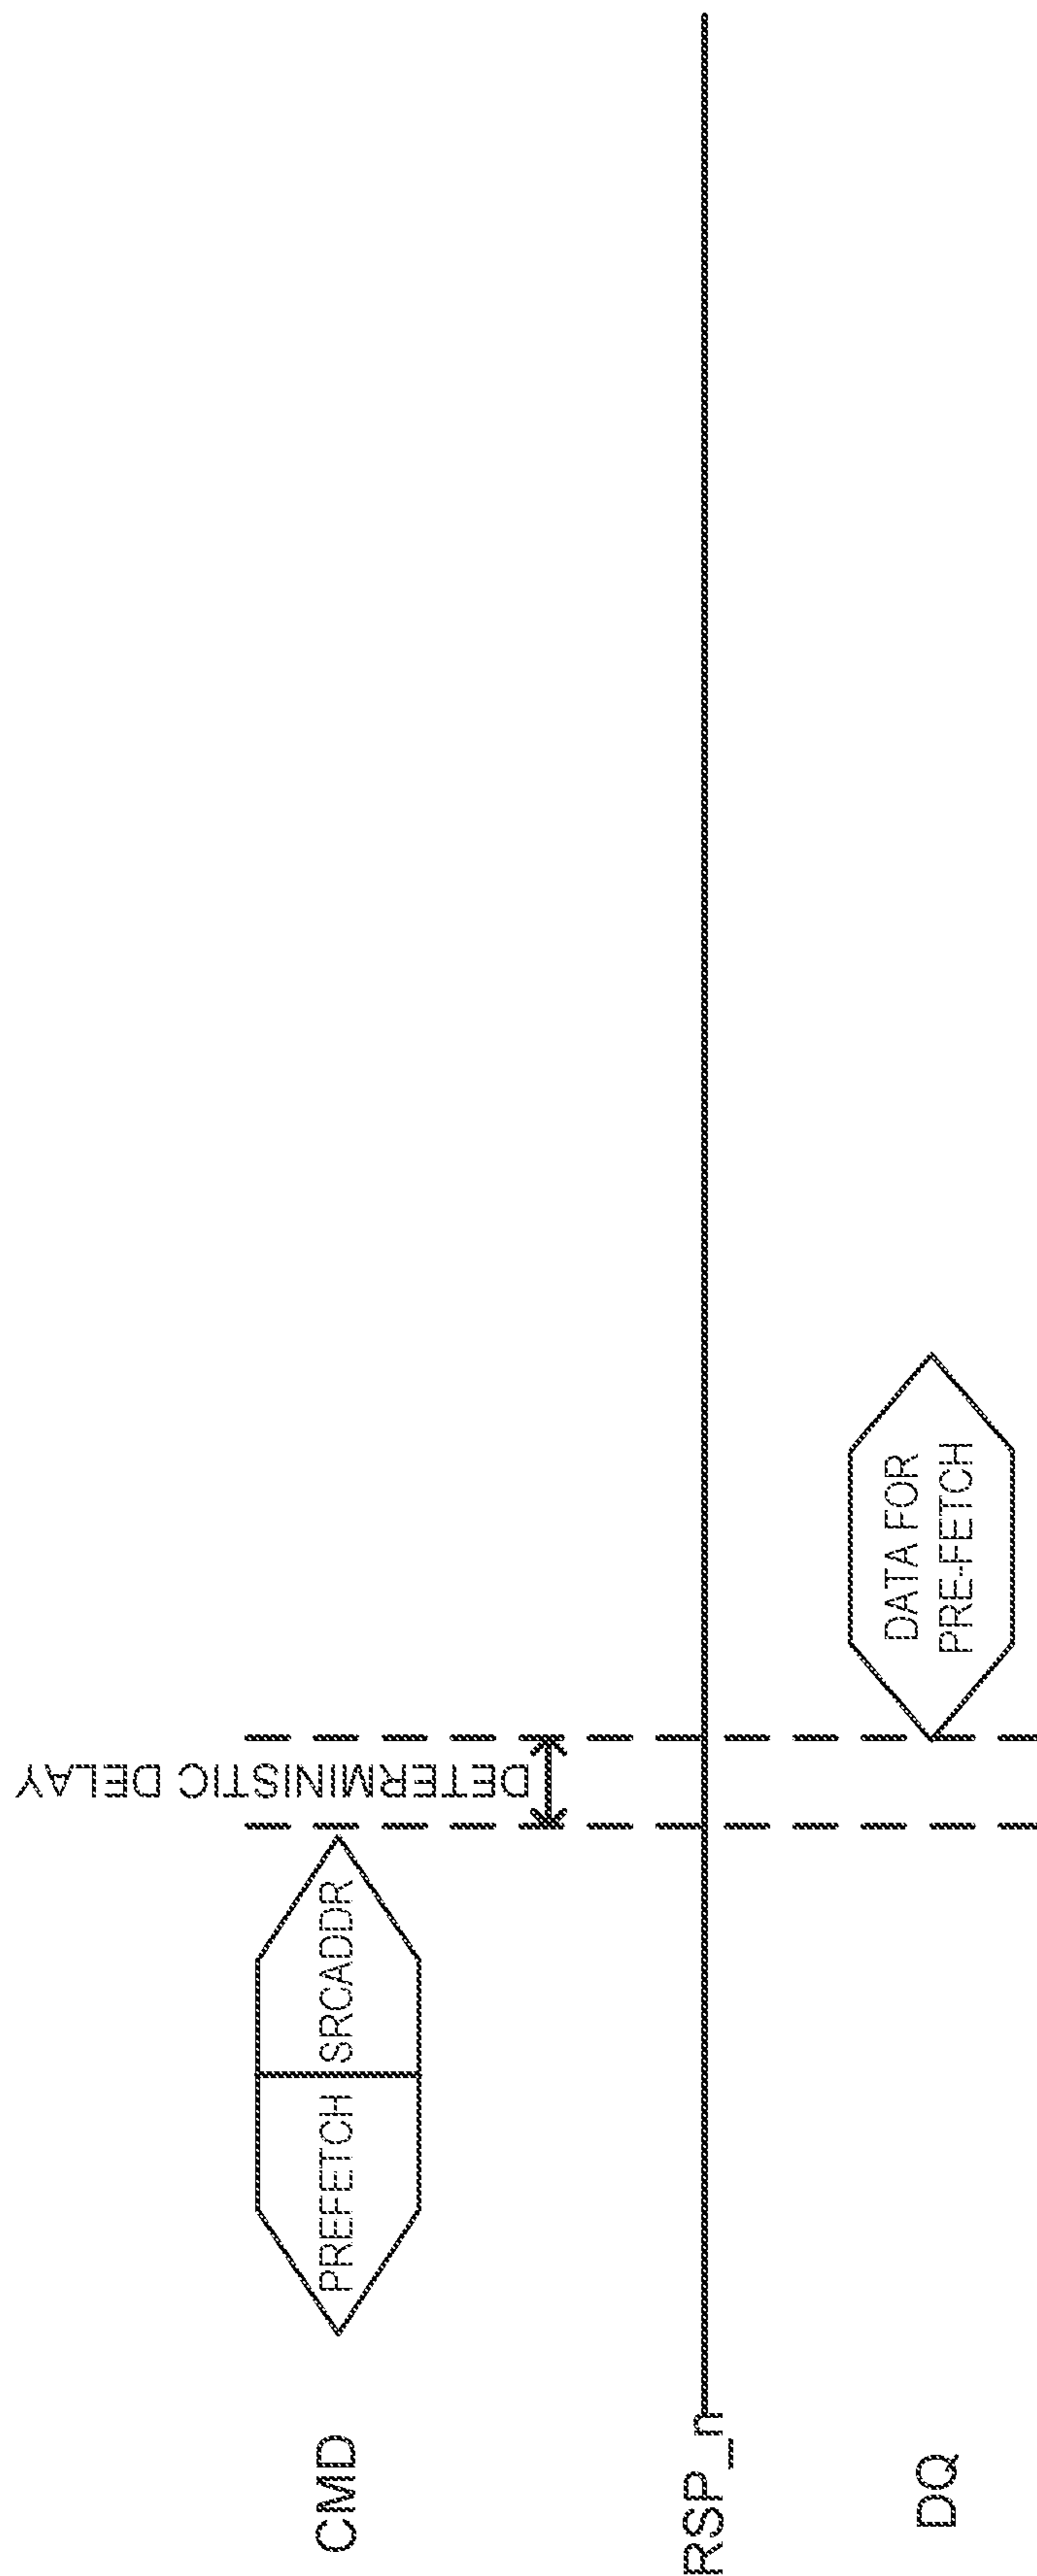 CMD
PREFETCH
SRCADDR
DETERMINISTIC DELAY
RSP_n
DQ
DATA FOR
PRE-FETCH